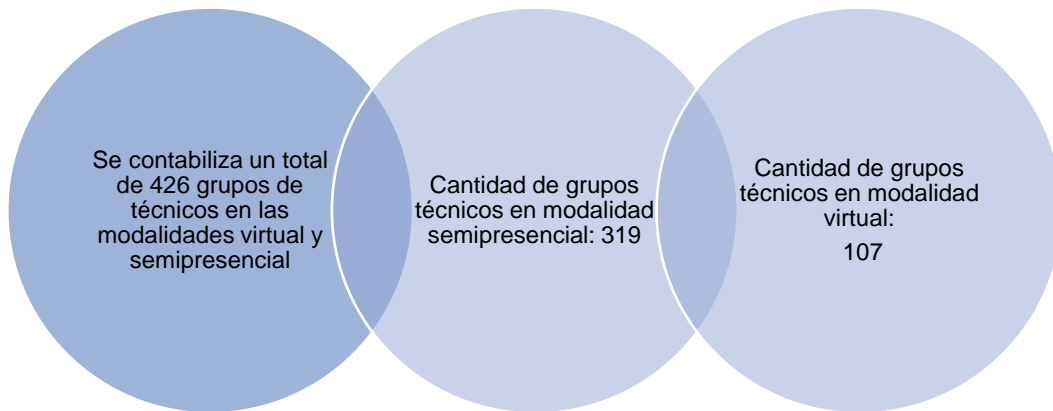 Se contabiliza un total
de 426 grupos de
técnicos en las
modalidades virtual y
semipresencial
Cantidad de grupos
técnicos en modalidad
semipresencial: 319
Cantidad de grupos
técnicos en modalidad
virtual:
107